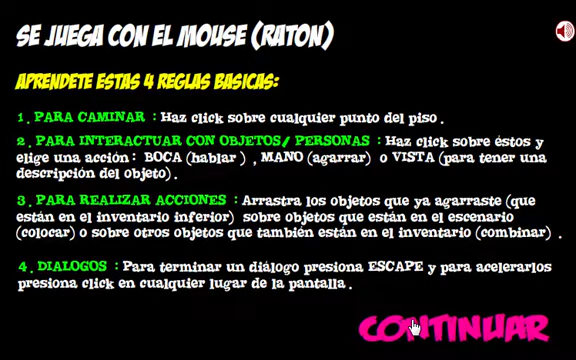 SE JUEGA CON EL MOUSE (RATON)
APRENDETE ESTAS 4 REGLAS BASICAS:
1. PARA CAMINAR : Haz click sobre cualquier punto del piso.
2. PARA INTERACTUAR CON OBJETOS/ PERSONAS : Haz click sobre éstos y
elige una acción: BOCA (hablar ) , MANO (agarrar) o VISTA (para tener una
descripción del objeto).
3. PARA REALIZAR ACCIONES : Arrastra los objetos que ya agarraste (que
están en el inventario inferior) sobre objetos que están en el escenario
(colocar) o sobre otros objetos que también están en el inventario (combinar) .
4. DIALOGOS : Para terminar un diálogo presiona ESCAPE y para acelerarlos
presiona click en cualquier lugar de la pantalla.
CONTINUAR